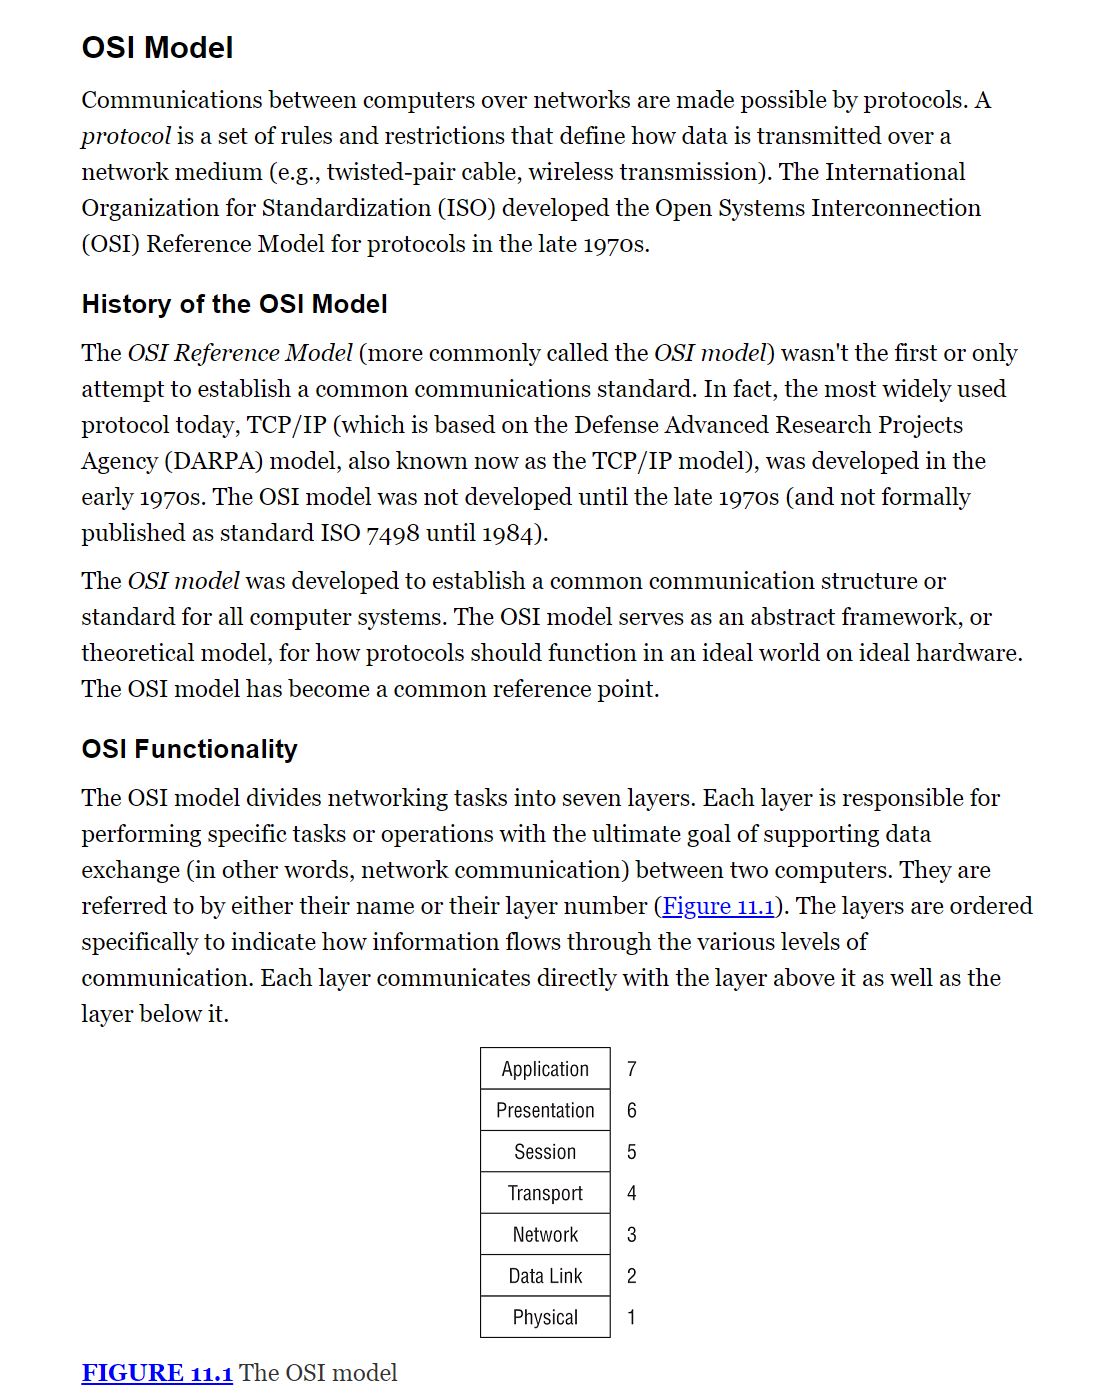 OSI Model
Communications between computers over networks are made possible by protocols. A
protocol is a set of rules and restrictions that define how data is transmitted over a
network medium (e.g., twisted-pair cable, wireless transmission). The International
Organization for Standardization (ISO) developed the Open Systems Interconnection
(OSI) Reference Model for protocols in the late 1970s.
History of the OSI Model
The OSI Reference Model (more commonly called the OSI model) wasn't the first or only
attempt to establish a common communications standard. In fact, the most widely used
protocol today, TCP/IP (which is based on the Defense Advanced Research Projects
Agency (DARPA) model, also known now as the TCP/IP model), was developed in the
early 1970s. The OSI model was not developed until the late 1970s (and not formally
published as standard ISO 7498 until 1984).
The OSI model was developed to establish a common communication structure or
standard for all computer systems. The OSI model serves as an abstract framework, or
theoretical model, for how protocols should function in an ideal world on ideal hardware.
The OSI model has become a common reference point.
OSI Functionality
The OSI model divides networking tasks into seven layers. Each layer is responsible for
performing specific tasks or operations with the ultimate goal of supporting data
exchange (in other words, network communication) between two computers. They are
referred to by either their name or their layer number (Figure 11.1). The layers are ordered
specifically to indicate how information flows through the various levels of
communication. Each layer communicates directly with the layer above it as well as the
layer below it.
Application 7
Presentation 6
Session 5
Transport 4
Network 3
Data Link 2
Physical 1
FIGURE 11.1 The OSI model